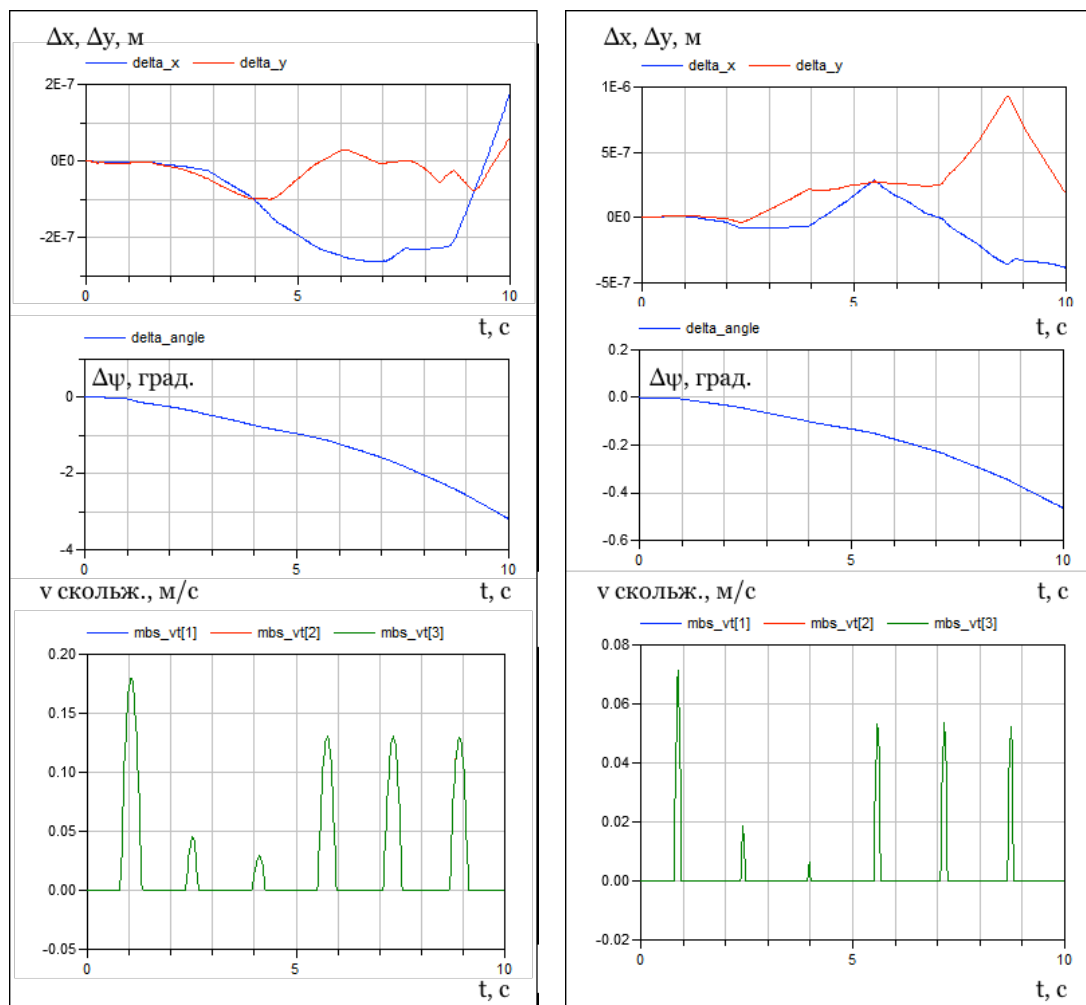 Δx, Δy, м
delta_x delta_y
2E-7
0E0
-2E-7
0 5 10
t, с
delta_angle
Δψ, град.
0
-2
-4
0 5 10
v скольж., м/с
t, с
mbs_vt[1] mbs_vt[2] mbs_vt[3]
0.20
0.15
0.10
0.05
0.00
-0.05
0 5 10
t, с
Δx, Δy, м
delta_x delta_y
1E-6
5E-7
0E0
-5E-7
0 5 10
t, с
delta_angle
0.2
Δψ, град.
0.0
-0.2
-0.4
-0.6
0 5 10
v скольж., м/с
t, с
mbs_vt[1] mbs_vt[2] mbs_vt[3]
0.08
0.06
0.04
0.02
0.00
-0.02
0 5 10
t, с